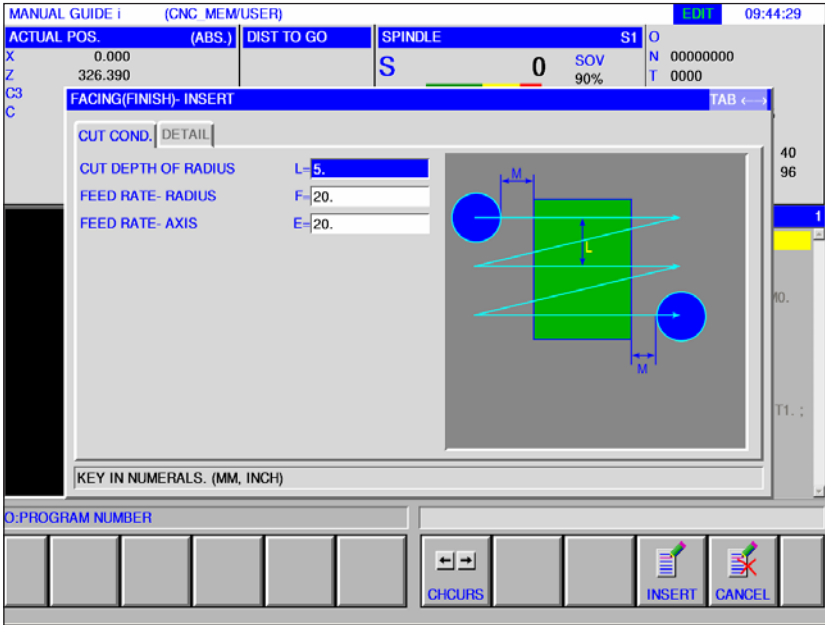 MANUAL GUIDE i (CNC_MEM/USER) EDIT 09:44:29
ACTUAL POS. (ABS.) DIST TO GO SPINDLE S1 O
X 0.000 S 0 SOV N 00000000
Z 326.390 90% T 0000
C3
C
FACING(FINISH)- INSERT TAB ←→
CUT COND. DETAIL
40
96
CUT DEPTH OF RADIUS L= 5.
FEED RATE- RADIUS F= 20.
FEED RATE- AXIS E= 20.
M
L
M
1
M0.
T1. ;
KEY IN NUMERALS. (MM, INCH)
O:PROGRAM NUMBER
CHCURS INSERT CANCEL